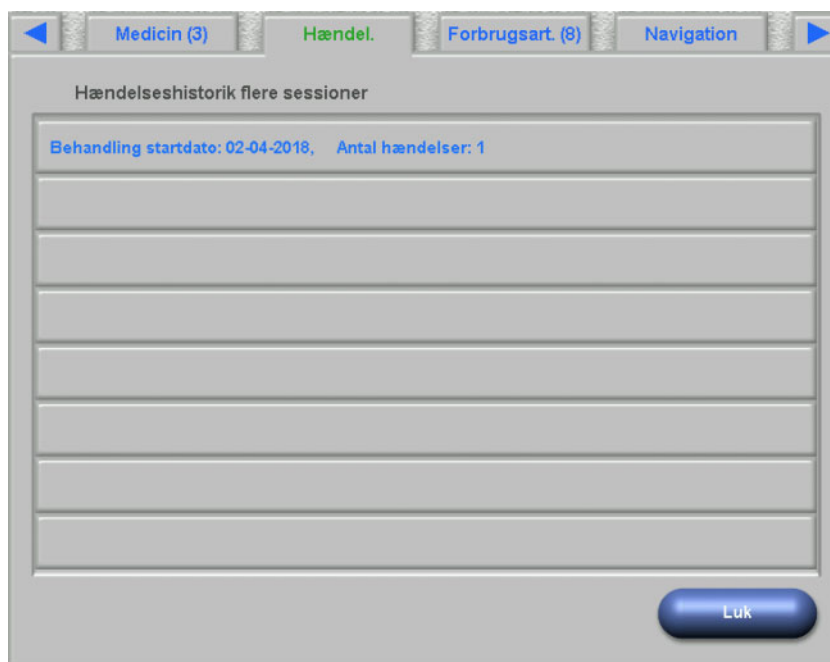 Medicin (3) Hændel. Forbrugsart. (8) Navigation
Hændelseshistorik flere sessioner
Behandling startdato: 02-04-2018, Antal hændelser: 1
Luk